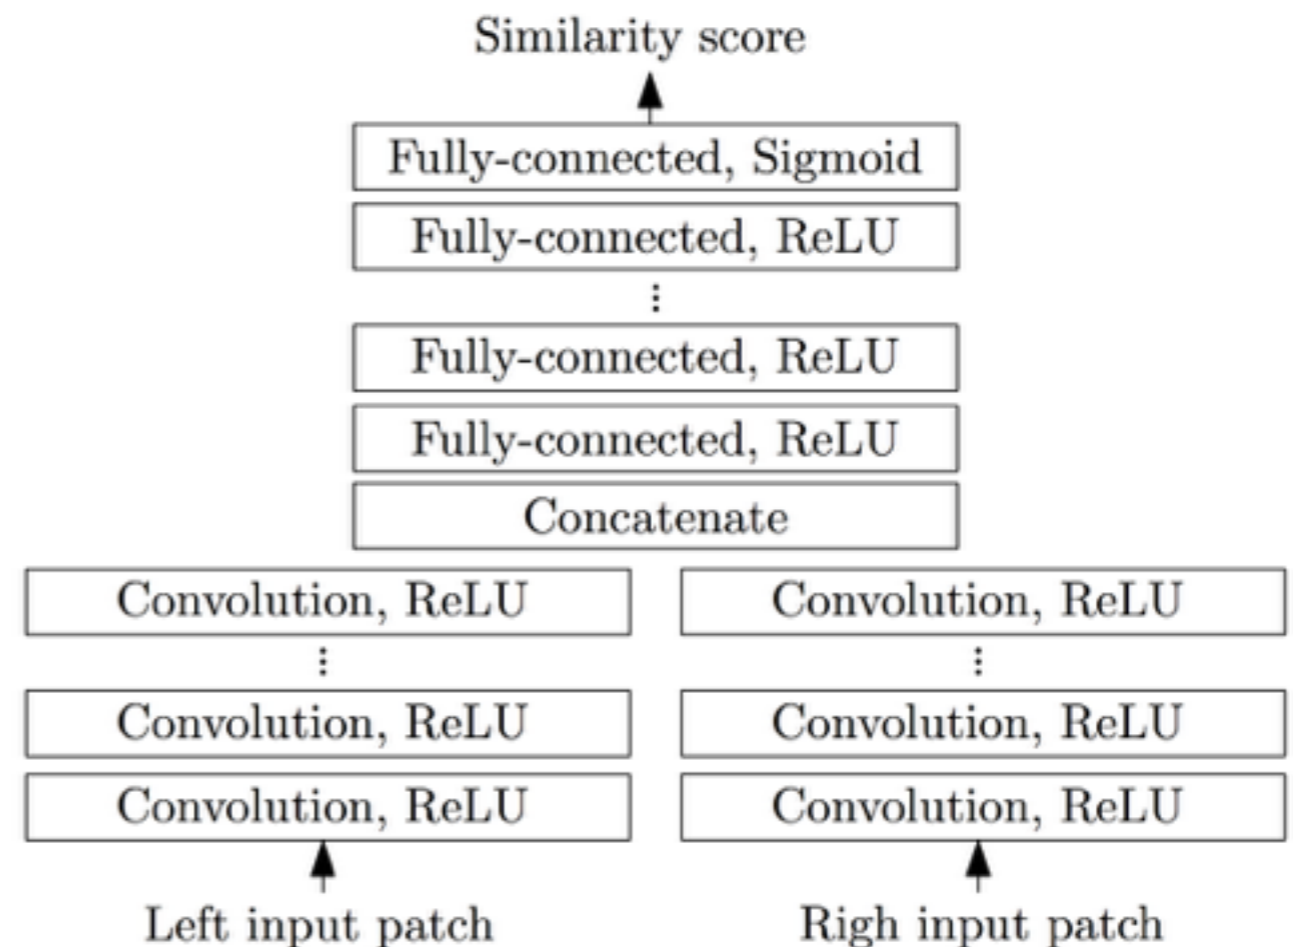 Similarity score
Fully-connected, Sigmoid
Fully-connected, ReLU
Fully-connected, ReLU
Fully-connected, ReLU
Concatenate
Convolution, ReLU
Convolution, ReLU
Convolution, ReLU
Convolution, ReLU
Convolution, ReLU
Convolution, ReLU
Left input patch
Righ input patch